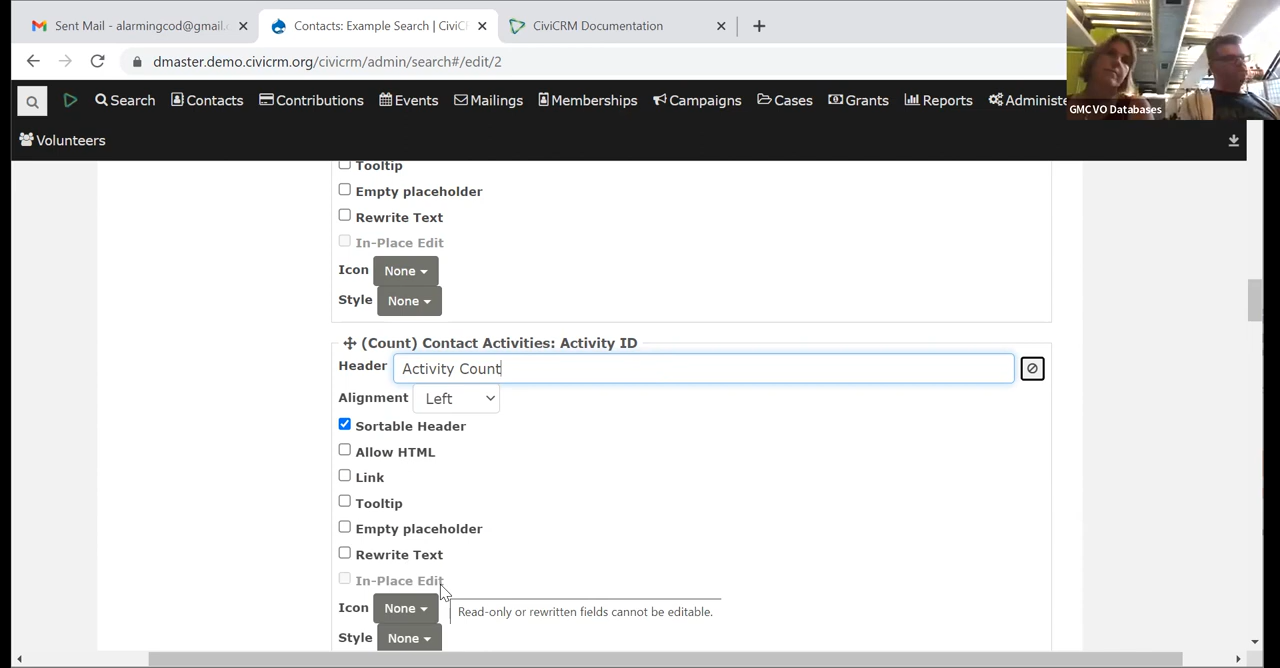 Sent Mail - alarmingcod@gmail.c
Contacts: Example Search | CiviC
CiviCRM Documentation
dmaster.demo.civicrm.org/civicrm/admin/search#/edit/2
Search
Contacts
Contributions
Events
Mailings
Memberships
Campaigns
Cases
Grants
Reports
Administe
GMCVO Databases
Volunteers
Tooltip
Empty placeholder
Rewrite Text
In-Place Edit
Icon None
Style None
(Count) Contact Activities: Activity ID
Header Activity Count
Alignment Left
Sortable Header
Allow HTML
Link
Tooltip
Empty placeholder
Rewrite Text
In-Place Edit
Icon None
Read-only or rewritten fields cannot be editable.
Style None